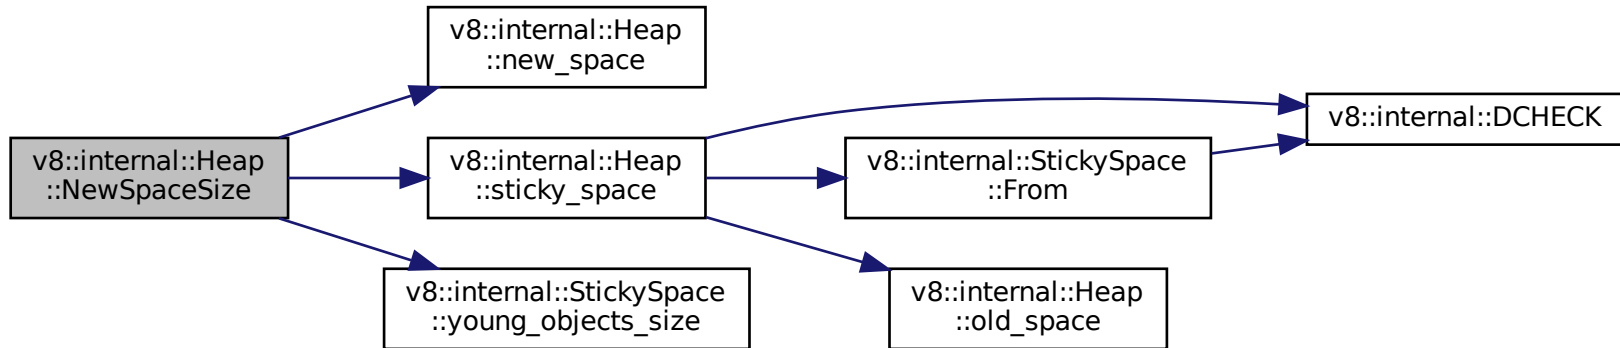 v8::internal::Heap
::NewSpaceSize
v8::internal::Heap
::new_space
v8::internal::Heap
::sticky_space
v8::internal::StickySpace
::young_objects_size
v8::internal::StickySpace
::From
v8::internal::Heap
::old_space
v8::internal::DCHECK